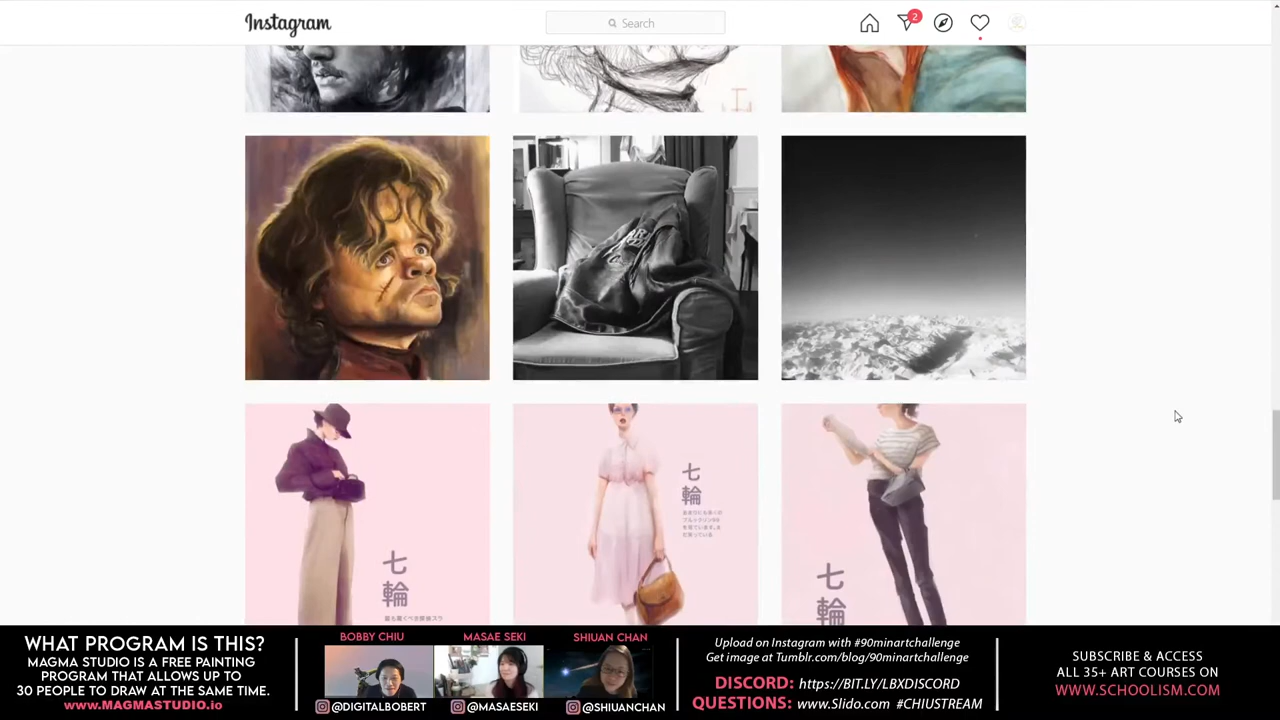 Instagram
Search
2
七
輪
七
輪
七
輪
WHAT PROGRAM IS THIS?
MAGMA STUDIO IS A FREE PAINTING
PROGRAM THAT ALLOWS UP TO
30 PEOPLE TO DRAW AT THE SAME TIME.
www.MAGMASTUDIO.io
BOBBY CHIU
MASAE SEKI
SHIUAN CHAN
@DIGITALBOBERT
@MASAESEKI
@SHIUANCHAN
Upload on Instagram with #90minartchallenge
Get image at Tumblr.com/blog/90minartchallenge
DISCORD: https://BIT.LY/LBXDISCORD
QUESTIONS: www.Slido.com #CHIUSTREAM
SUBSCRIBE & ACCESS
ALL 35+ ART COURSES ON
WWW.SCHOOLISM.COM